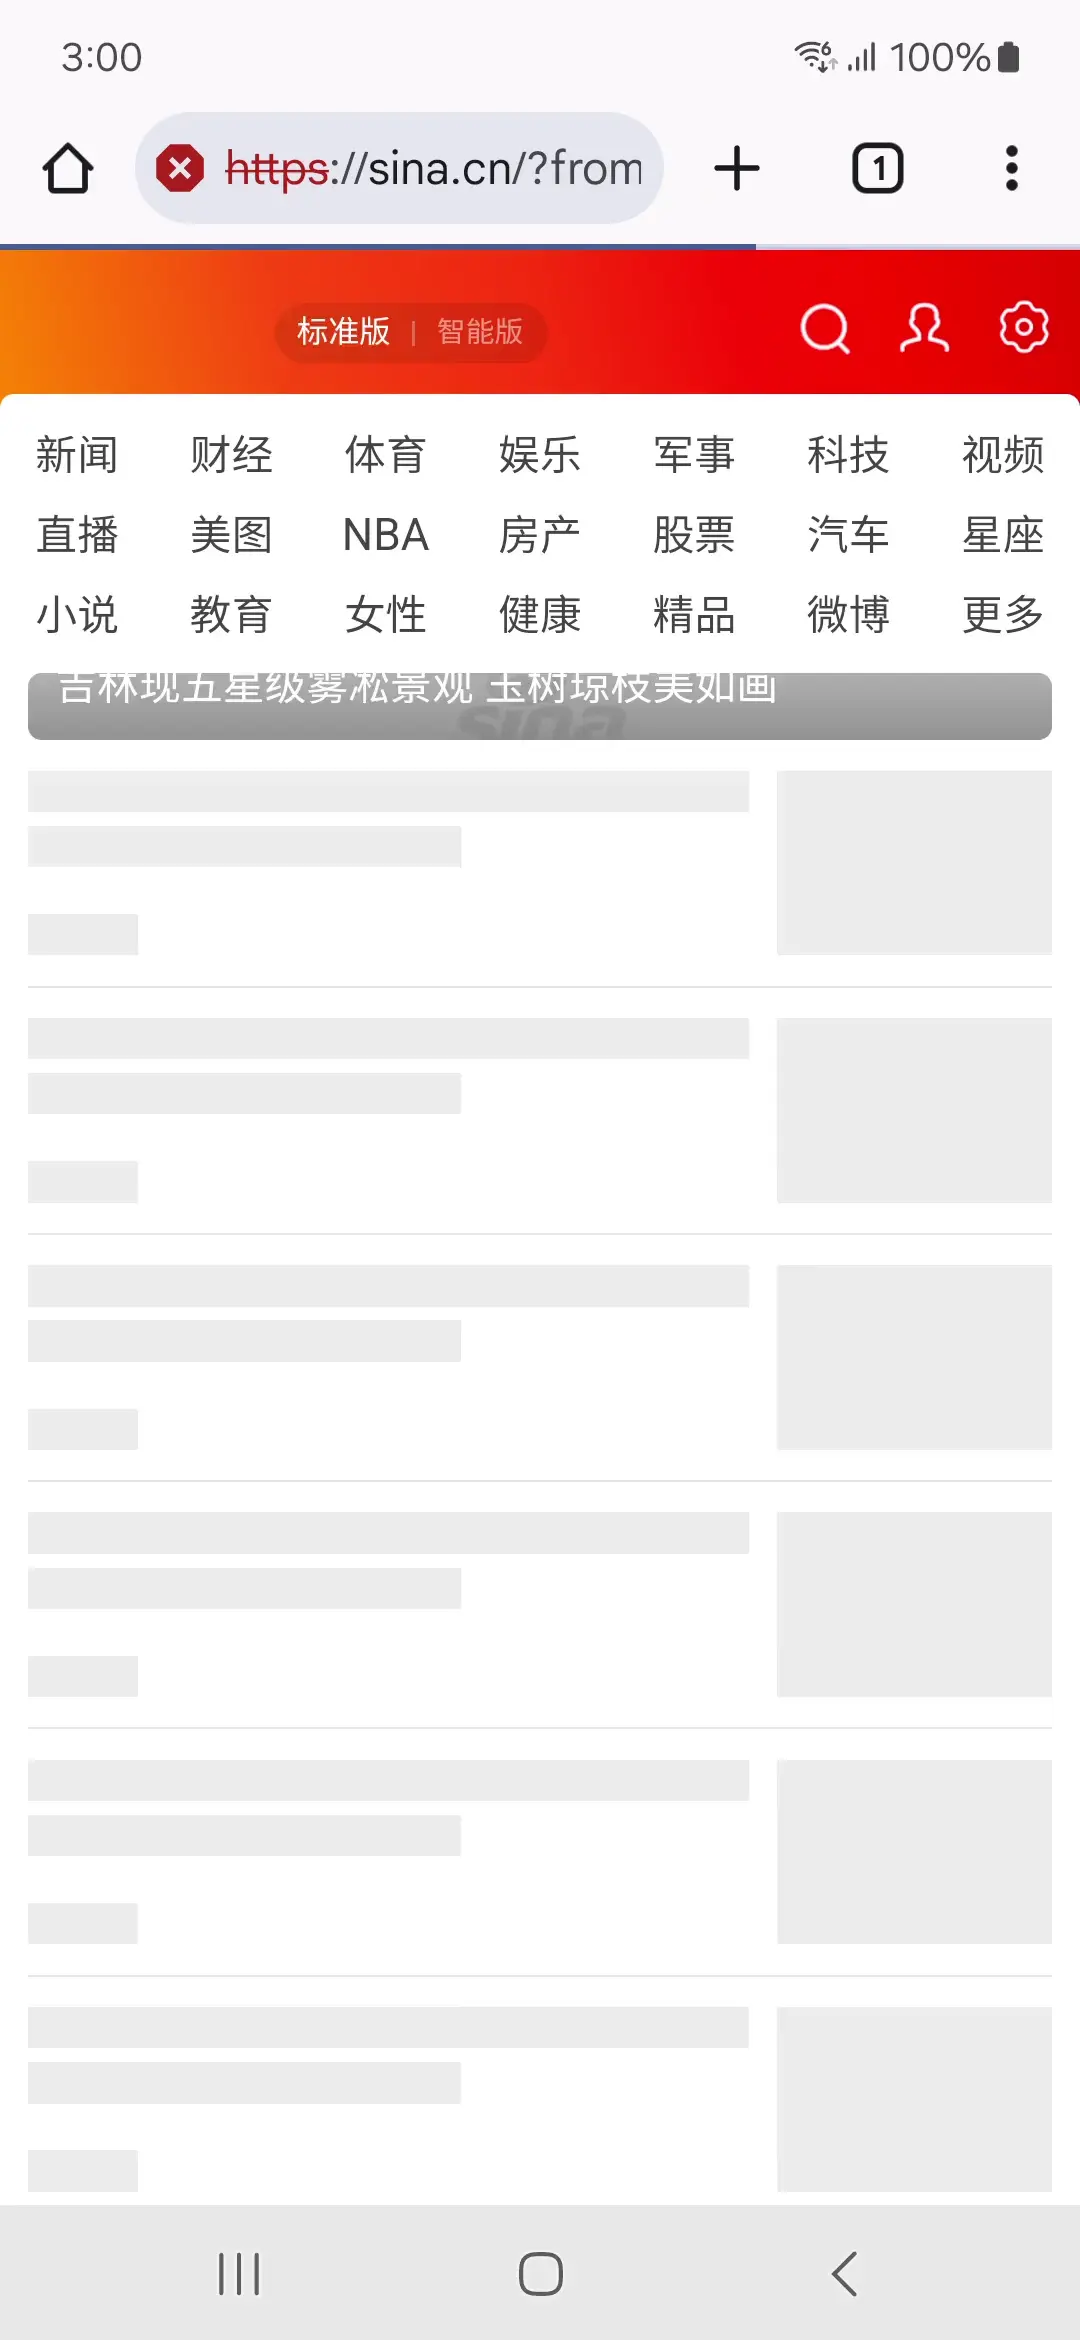 3:00
6 100%
https://sina.cn/?from
1
标准版 | 智能版
新闻 财经 体育 娱乐 军事 科技 视频
直播 美图 NBA 房产 股票 汽车 星座
小说 教育 女性 健康 精品 微博 更多
吉林现五星级雾凇景观 玉树琼枝美如画
sina